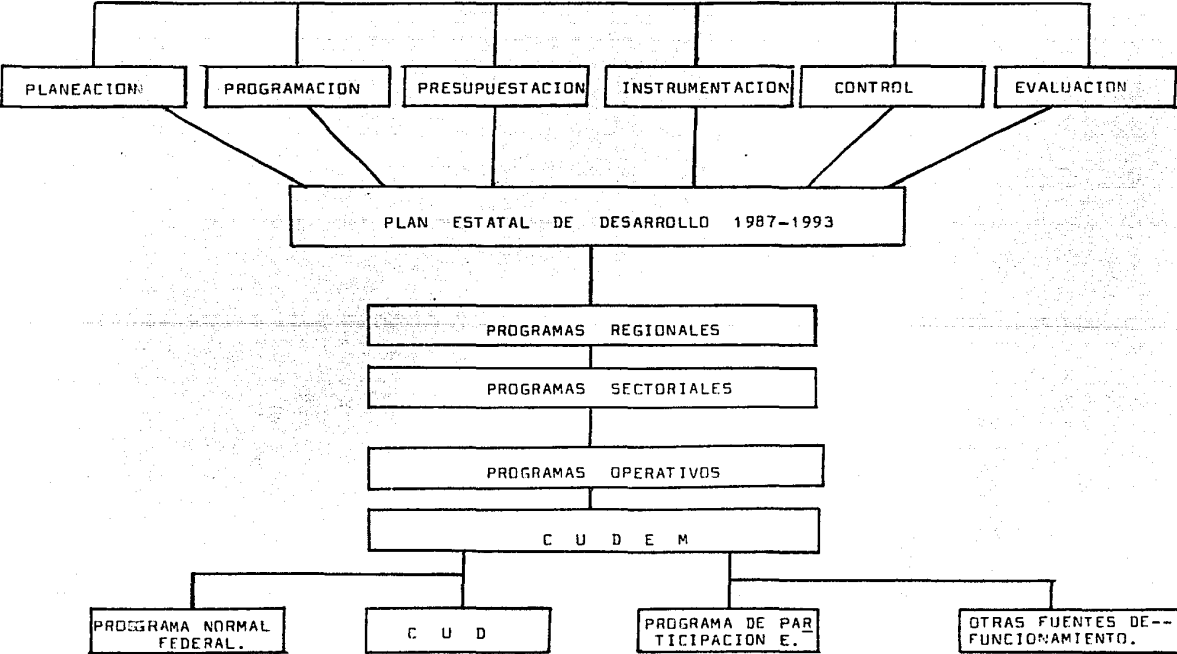 PLANEACION
PROGRAMACION
PRESUPUESTACION
INSTRUMENTACION
CONTROL
EVALUACION
PLAN ESTATAL DE DESARROLLO 1987-1993
PROGRAMAS REGIONALES
PROGRAMAS SECTORIALES
PROGRAMAS OPERATIVOS
C U D E M
PROGRAMA NORMAL
FEDERAL.
C U D
PROGRAMA DE PAR
TICIPACION E.
OTRAS FUENTES DE--
FUNCIONAMIENTO.